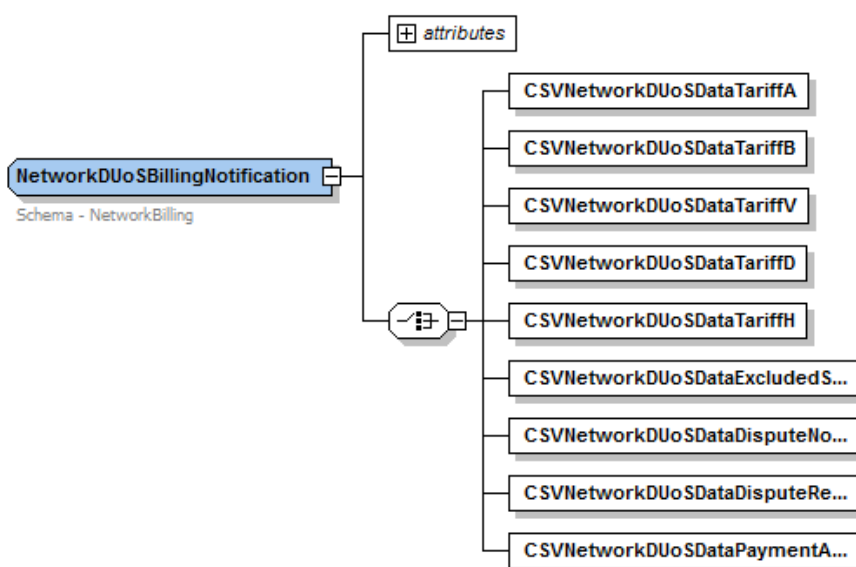 attributes
CSVNetworkDUoSDataTariffA
CSVNetworkDUoSDataTariffB
NetworkDUoSBillingNotification
Schema - NetworkBilling
CSVNetworkDUoSDataTariffV
CSVNetworkDUoSDataTariffD
CSVNetworkDUoSDataTariffH
CSVNetworkDUoSDataExcludedS...
CSVNetworkDUoSDataDisputeNo...
CSVNetworkDUoSDataDisputeRe...
CSVNetworkDUoSDataPaymentA...